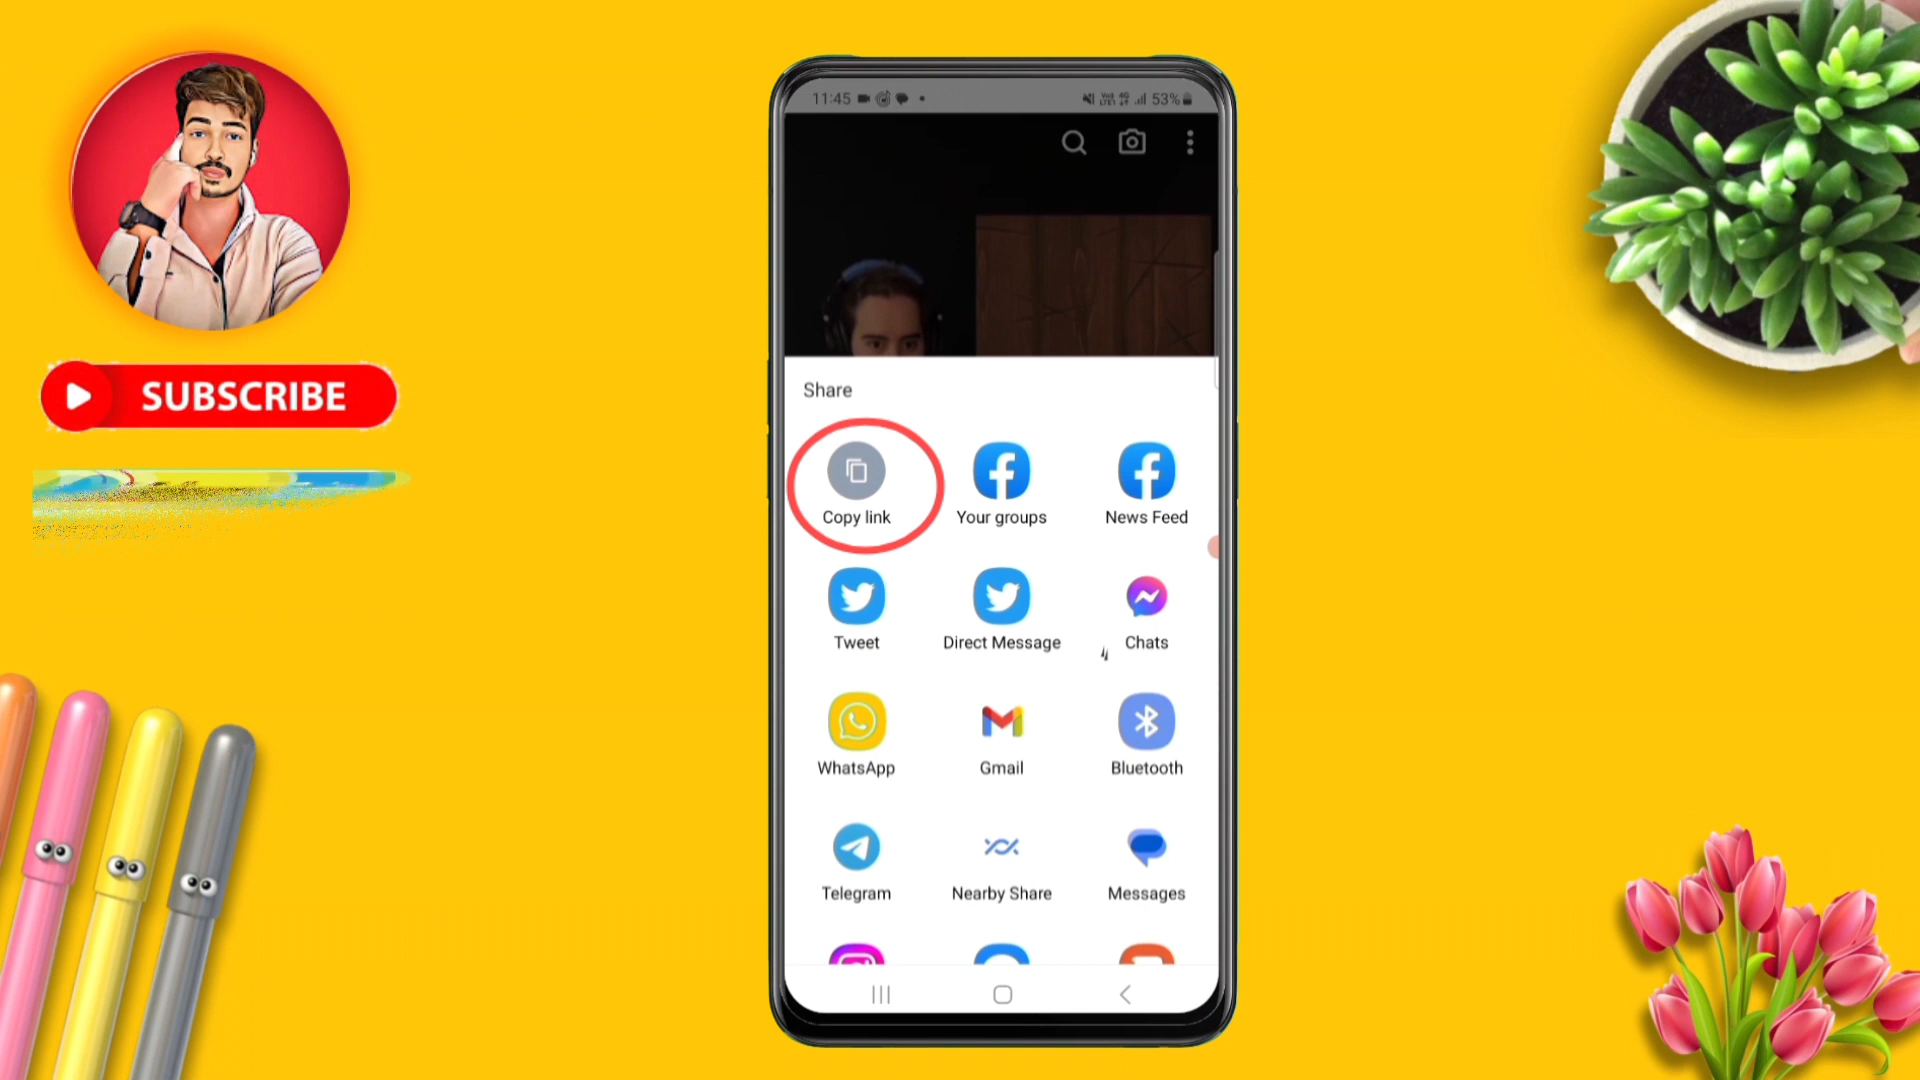 SUBSCRIBE
11:45
53%
Share
Copy link
Your groups
News Feed
Tweet
Direct Message
Chats
WhatsApp
Gmail
Bluetooth
Telegram
Nearby Share
Messages